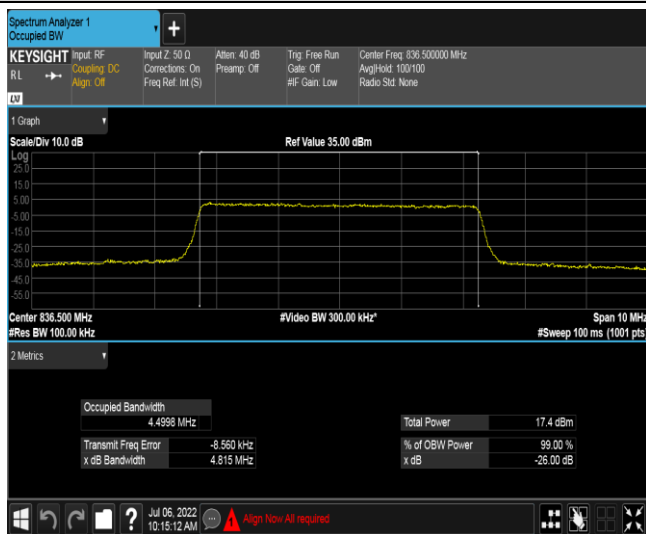 Spectrum Analyzer 1
Occupied BW
KEYSIGHT
RL
LXI
Input: RF
Coupling: DC
Align: Off
Input Z: 50 Ω
Corrections: On
Freq Ref: Int (S)
Atten: 40 dB
Preamp: Off
Trig: Free Run
Gate: Off
#IF Gain: Low
Center Freq: 836.500000 MHz
Avg|Hold: 100/100
Radio Std: None
1 Graph
Scale/Div 10.0 dB
Ref Value 35.00 dBm
Log
25.0
15.0
5.00
-5.00
-15.0
-25.0
-35.0
-45.0
-55.0
Center 836.500 MHz
#Video BW 300.00 kHz*
Span 10 MHz
#Res BW 100.00 kHz
#Sweep 100 ms (1001 pts)
2 Metrics
Occupied Bandwidth
4.4998 MHz
Total Power 17.4 dBm
Transmit Freq Error -8.560 kHz
% of OBW Power 99.00 %
x dB Bandwidth 4.815 MHz
x dB -26.00 dB
?
Jul 06, 2022
10:15:12 AM
Align Now All required